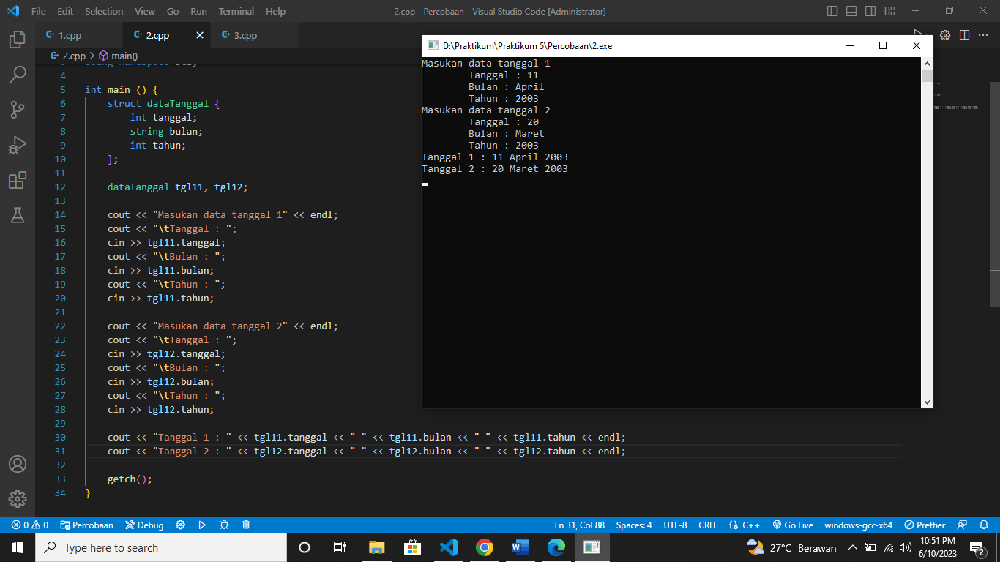 File Edit Selection View Go Run Terminal Help 2.cpp - Percobaan - Visual Studio Code [Administrator]
1.cpp 2.cpp 3.cpp
2.cpp > main()
3 using namespace std;
4
5 int main () {
6 struct dataTanggal {
7 int tanggal;
8 string bulan;
9 int tahun;
10 };
11
12 dataTanggal tgl11, tgl12;
13
14 cout << "Masukan data tanggal 1" << endl;
15 cout << "\tTanggal : ";
16 cin >> tgl11.tanggal;
17 cout << "\tBulan : ";
18 cin >> tgl11.bulan;
19 cout << "\tTahun : ";
20 cin >> tgl11.tahun;
21
22 cout << "Masukan data tanggal 2" << endl;
23 cout << "\tTanggal : ";
24 cin >> tgl12.tanggal;
25 cout << "\tBulan : ";
26 cin >> tgl12.bulan;
27 cout << "\tTahun : ";
28 cin >> tgl12.tahun;
29
30 cout << "Tanggal 1 : " << tgl11.tanggal << " " << tgl11.bulan << " " << tgl11.tahun << endl;
31 cout << "Tanggal 2 : " << tgl12.tanggal << " " << tgl12.bulan << " " << tgl12.tahun << endl;
32
33 getch();
34 }
D:\Praktikum\Praktikum 5\Percobaan\2.exe
Masukan data tanggal 1
Tanggal : 11
Bulan : April
Tahun : 2003
Masukan data tanggal 2
Tanggal : 20
Bulan : Maret
Tahun : 2003
Tanggal 1 : 11 April 2003
Tanggal 2 : 20 Maret 2003
0 0 Percobaan Debug Ln 31, Col 88 Spaces: 4 UTF-8 CRLF C++ Go Live windows-gcc-x64 Prettier
Type here to search 27°C Berawan 10:51 PM
6/10/2023 2